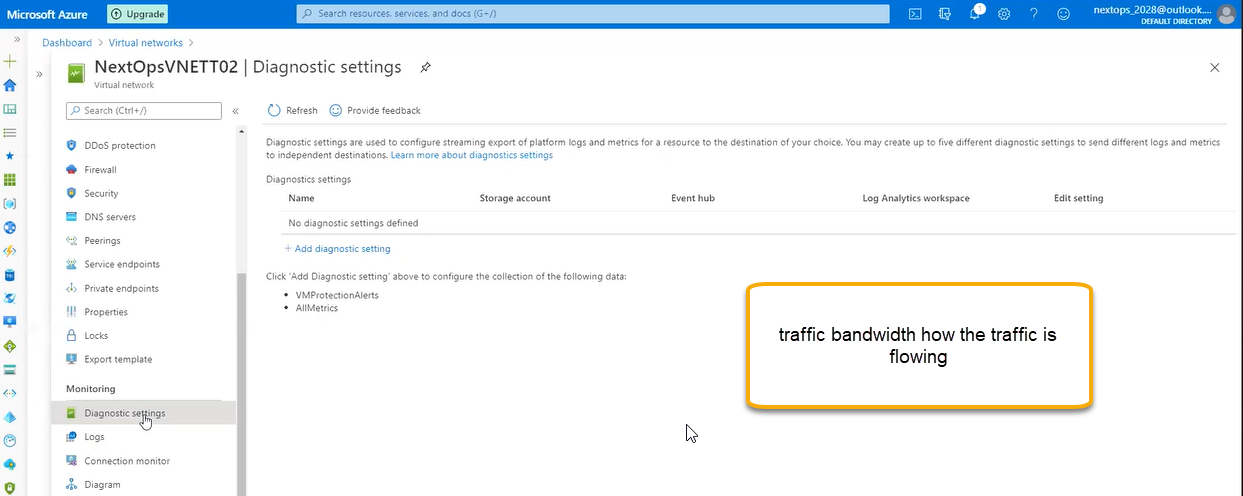 Microsoft Azure
Upgrade
Search resources, services, and docs (G+/)
1
nextops_2028@outlook....
DEFAULT DIRECTORY
Dashboard > Virtual networks >
NextOpsVNETT02 | Diagnostic settings
Virtual network
Search (Ctrl+/)
DDoS protection
Firewall
Security
DNS servers
Peerings
Service endpoints
Private endpoints
Properties
Locks
Export template
Monitoring
Diagnostic settings
Logs
Connection monitor
Diagram
Refresh
Provide feedback
Diagnostic settings are used to configure streaming export of platform logs and metrics for a resource to the destination of your choice. You may create up to five different diagnostic settings to send different logs and metrics
to independent destinations. Learn more about diagnostics settings
Diagnostics settings
Name Storage account Event hub Log Analytics workspace Edit setting
No diagnostic settings defined
+ Add diagnostic setting
Click 'Add Diagnostic setting' above to configure the collection of the following data:
• VMProtectionAlerts
• AllMetrics
traffic bandwidth how the traffic is
flowing